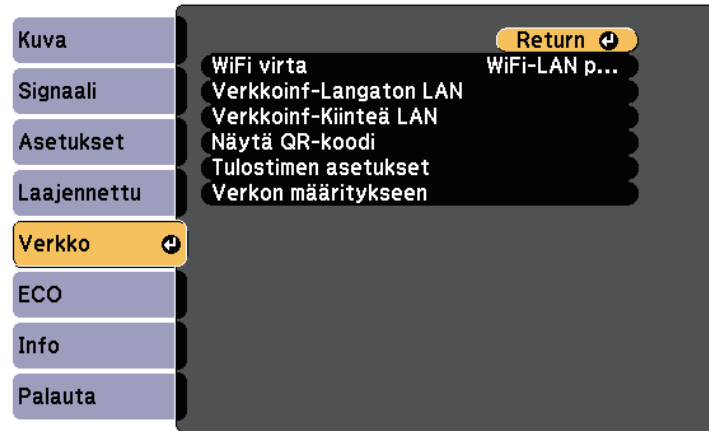 Kuva
Signaali
Asetukset
Laajennettu
Verkko
ECO
Info
Palauta
Return
WiFi virta WiFi-LAN p...
Verkkoinf-Langaton LAN
Verkkoinf-Kiinteä LAN
Näytä QR-koodi
Tulostimen asetukset
Verkon määritykseen